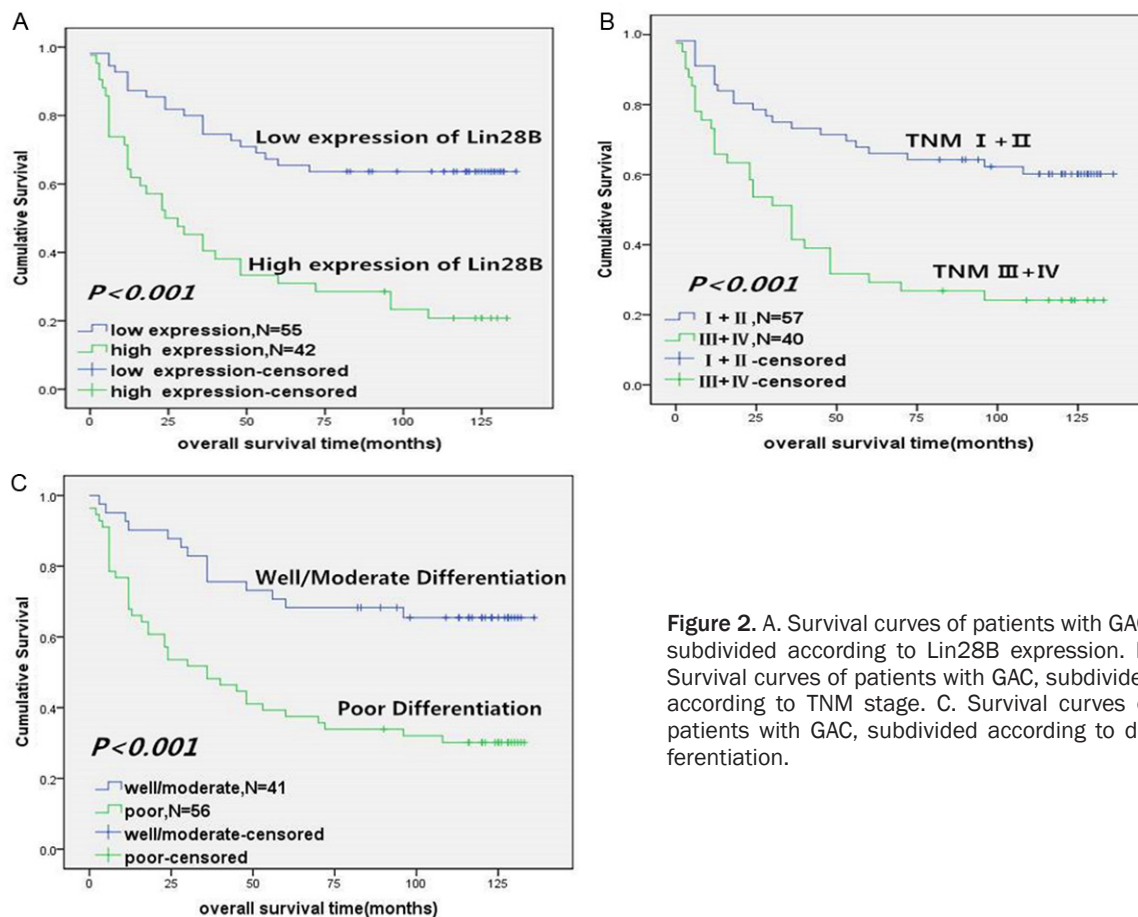 A
1.0
0.8
0.6
0.4
0.2
0.0
Cumulative Survival
Low expression of Lin28B
High expression of Lin28B
P<0.001
low expression,N=55
high expression,N=42
low expression-censored
high expression-censored
0 25 50 75 100 125
overall survival time(months)
B
1.0
0.8
0.6
0.4
0.2
0.0
Cumulative Survival
TNM I+II
TNM III+IV
P<0.001
I+II,N=57
III+IV,N=40
I+II-censored
III+IV-censored
0 25 50 75 100 125
overall survival time(months)
C
1.0
0.8
0.6
0.4
0.2
0.0
Cumulative Survival
Well/Moderate Differentiation
Poor Differentiation
P<0.001
well/moderate,N=41
poor,N=56
well/moderate-censored
poor-censored
0 25 50 75 100 125
overall survival time(months)
Figure 2. A. Survival curves of patients with GAC
subdivided according to Lin28B expression.
Survival curves of patients with GAC, subdivide
according to TNM stage. C. Survival curves
patients with GAC, subdivided according to d
ferentiation.